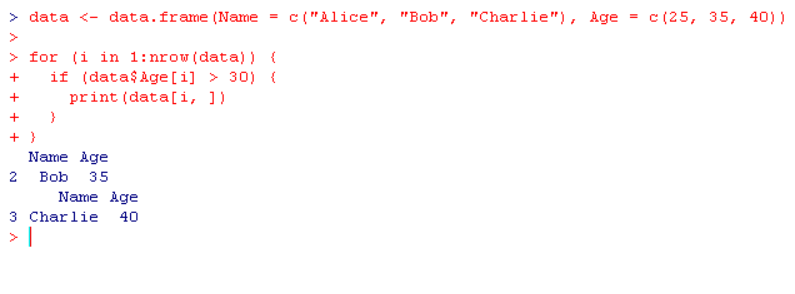 > data <- data.frame(Name = c("Alice", "Bob", "Charlie"), Age = c(25, 35, 40))
>
> for (i in 1:nrow(data)) {
+   if (data$Age[i] > 30) {
+     print(data[i, ])
+   }
+ }
  Name Age
2  Bob  35
     Name Age
3 Charlie  40
>